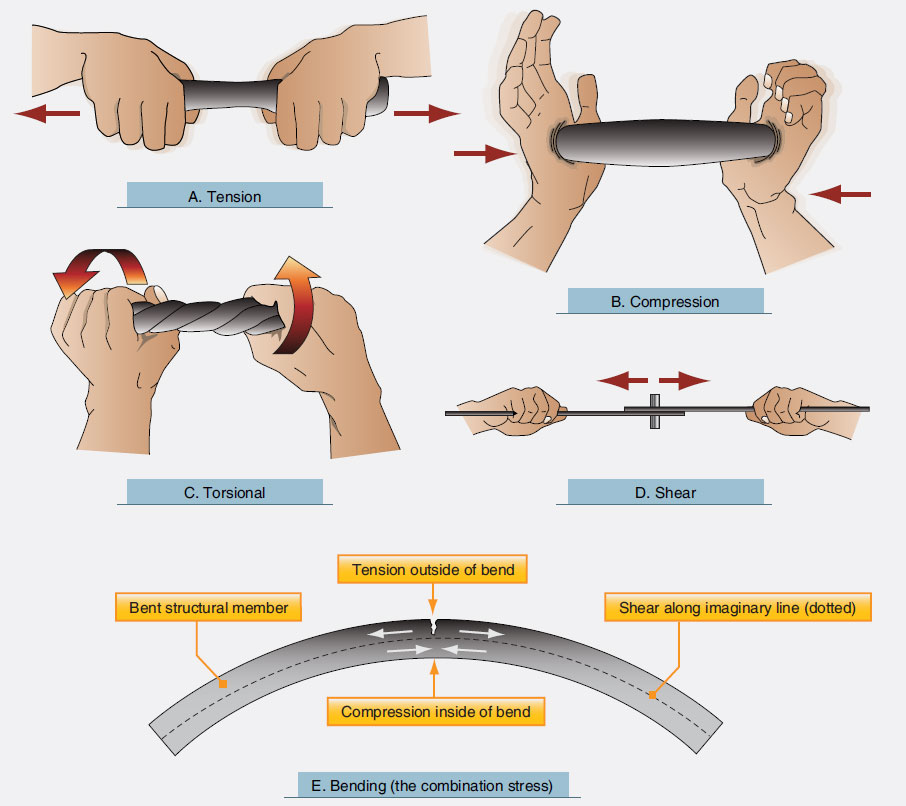 A. Tension
B. Compression
C. Torsional
D. Shear
Tension outside of bend
Bent structural member
Shear along imaginary line (dotted)
Compression inside of bend
E. Bending (the combination stress)